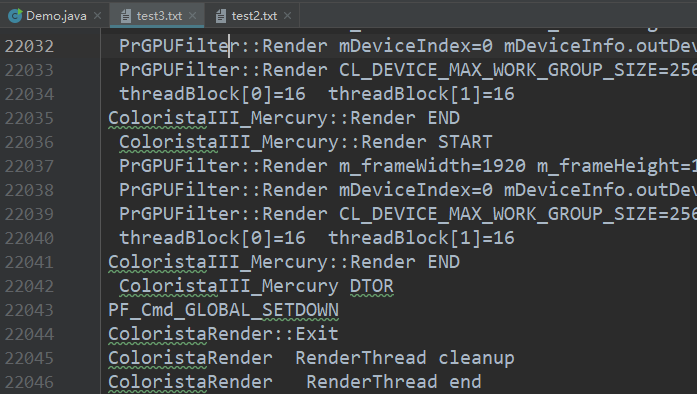 Demo.java test3.txt test2.txt
22032 PrGPUFilter::Render mDeviceIndex=0 mDeviceInfo.outDev
22033 PrGPUFilter::Render CL_DEVICE_MAX_WORK_GROUP_SIZE=256
22034 threadBlock[0]=16 threadBlock[1]=16
22035 ColoristaIII_Mercury::Render END
22036 ColoristaIII_Mercury::Render START
22037 PrGPUFilter::Render m_frameWidth=1920 m_frameHeight=1
22038 PrGPUFilter::Render mDeviceIndex=0 mDeviceInfo.outDev
22039 PrGPUFilter::Render CL_DEVICE_MAX_WORK_GROUP_SIZE=256
22040 threadBlock[0]=16 threadBlock[1]=16
22041 ColoristaIII_Mercury::Render END
22042 ColoristaIII_Mercury DTOR
22043 PF_Cmd_GLOBAL_SETDOWN
22044 ColoristaRender::Exit
22045 ColoristaRender RenderThread cleanup
22046 ColoristaRender RenderThread end